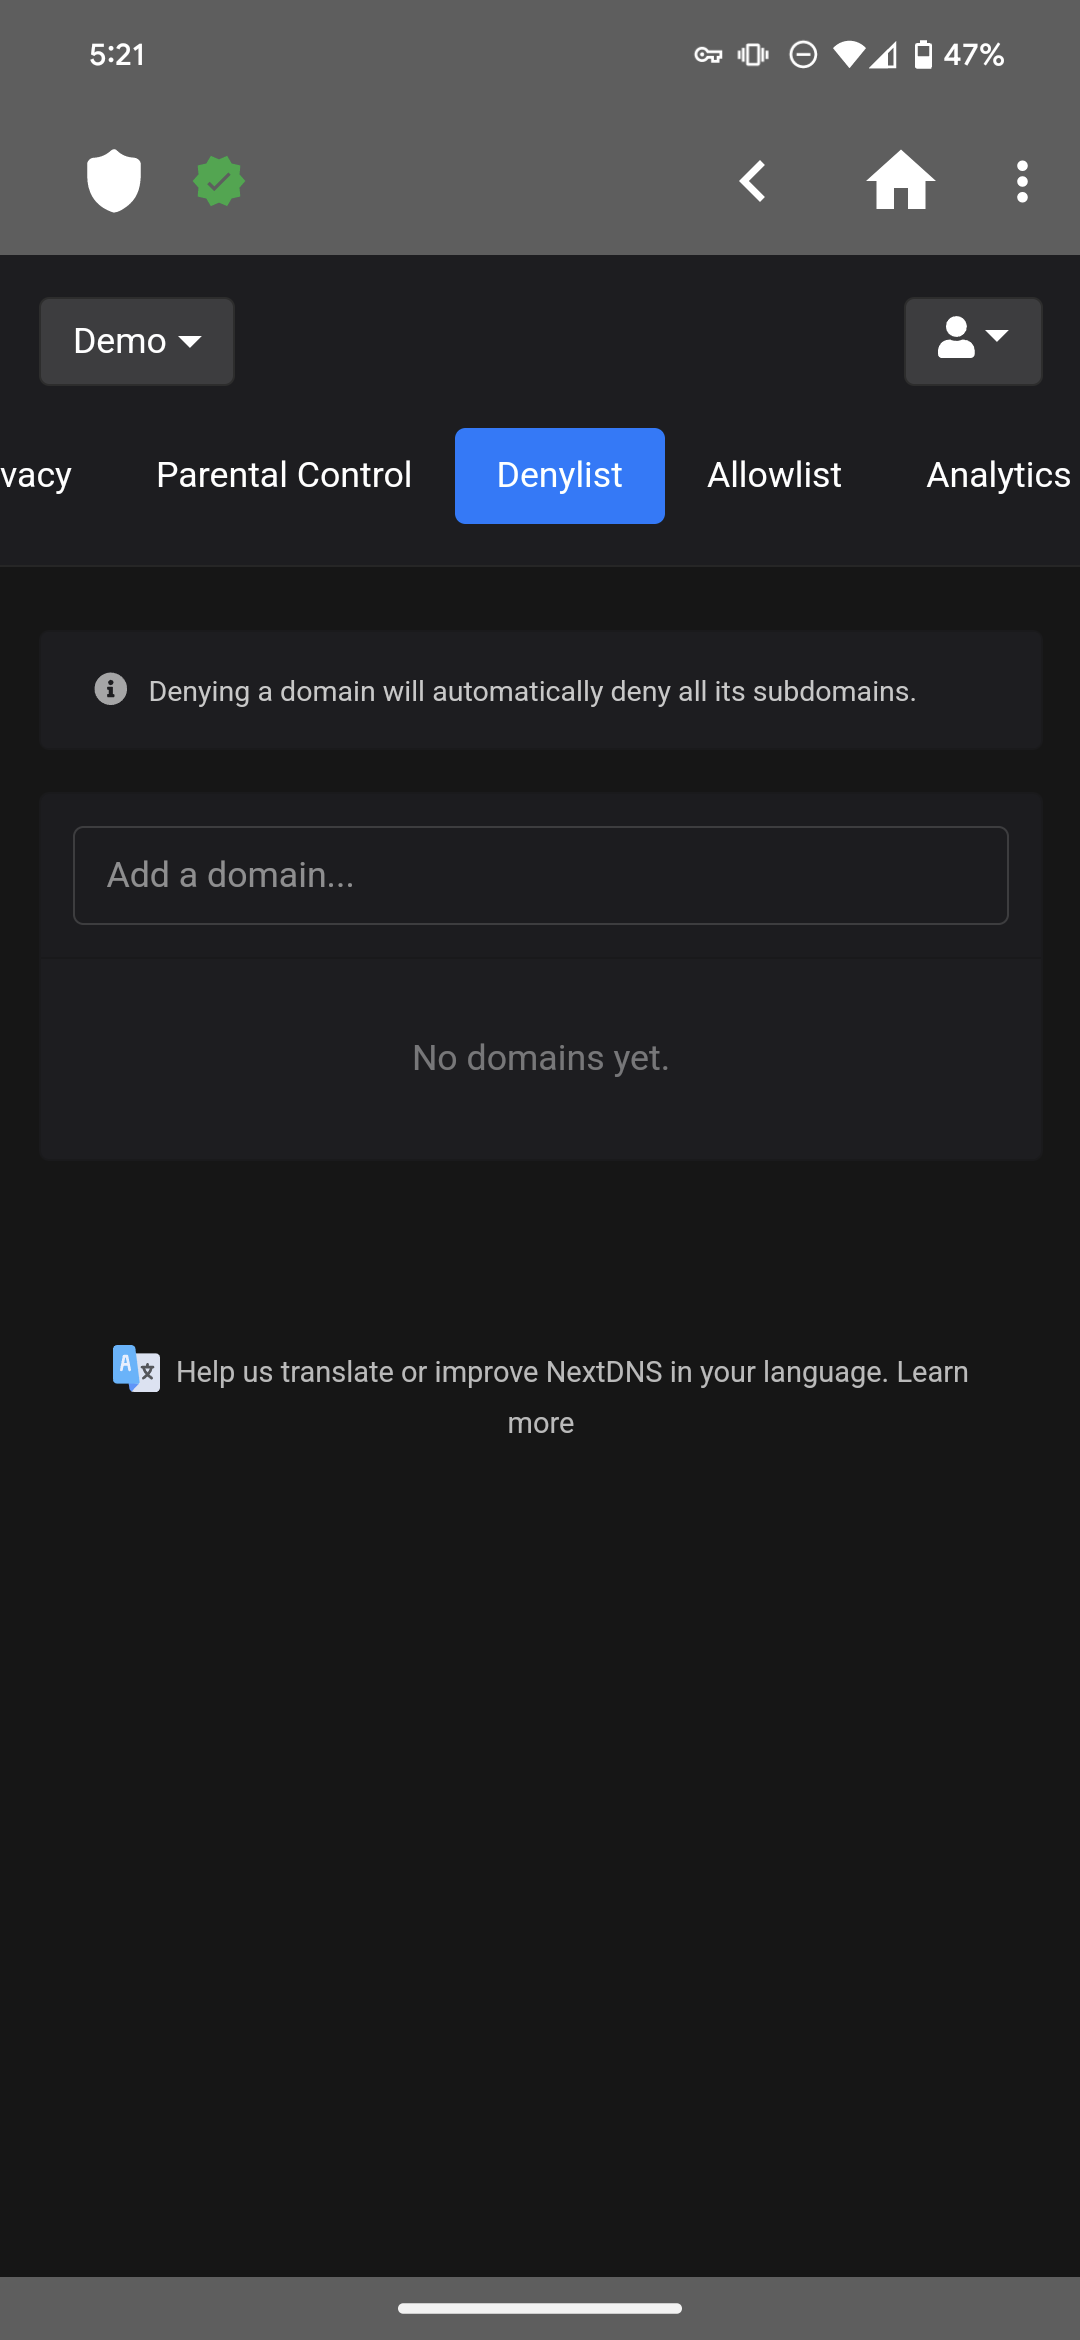 5:21
47%
Demo
vacy Parental Control Denylist Allowlist Analytics
Denying a domain will automatically deny all its subdomains.
Add a domain...
No domains yet.
Help us translate or improve NextDNS in your language. Learn
more